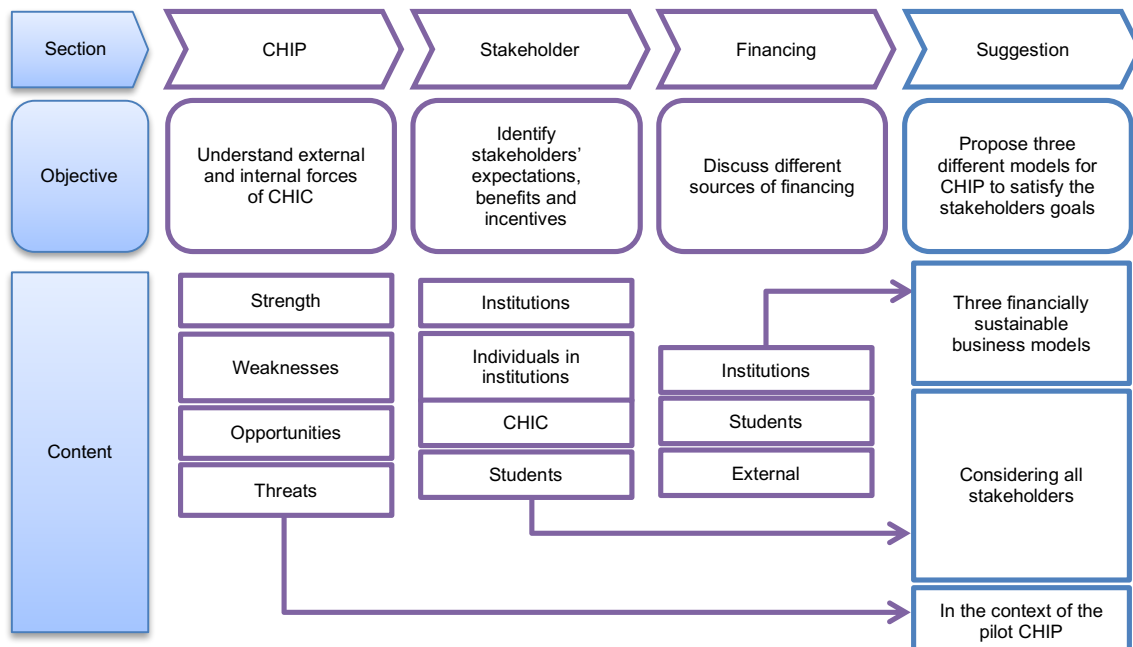 Section
CHIP
Stakeholder
Financing
Suggestion
Objective
Understand external
and internal forces
of CHIC
Identify
stakeholders’
expectations,
benefits and
incentives
Discuss different
sources of financing
Propose three
different models for
CHIP to satisfy the
stakeholders goals
Content
Strength
Weaknesses
Opportunities
Threats
Institutions
Individuals in
institutions
CHIC
Students
Institutions
Students
External
Three financially
sustainable
business models
Considering all
stakeholders
In the context of the
pilot CHIP